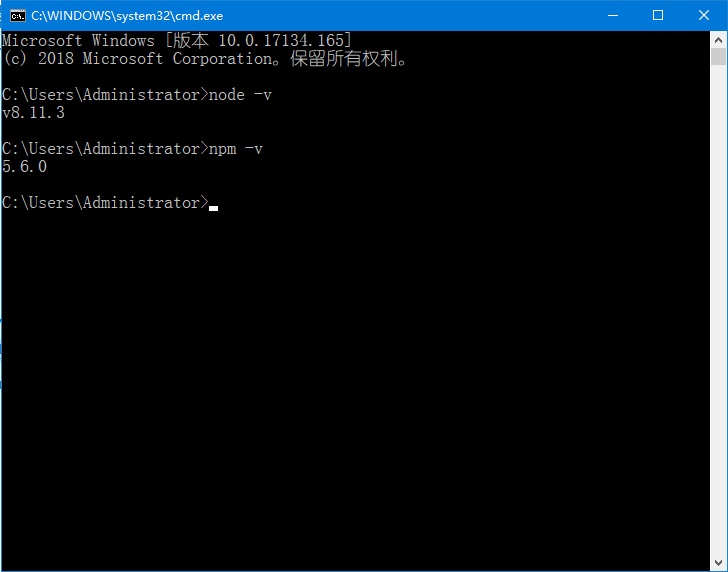 C:\WINDOWS\system32\cmd.exe
Microsoft Windows [版本 10.0.17134.165]
(c) 2018 Microsoft Corporation。保留所有权利。
C:\Users\Administrator>node -v
v8.11.3
C:\Users\Administrator>npm -v
5.6.0
C:\Users\Administrator>